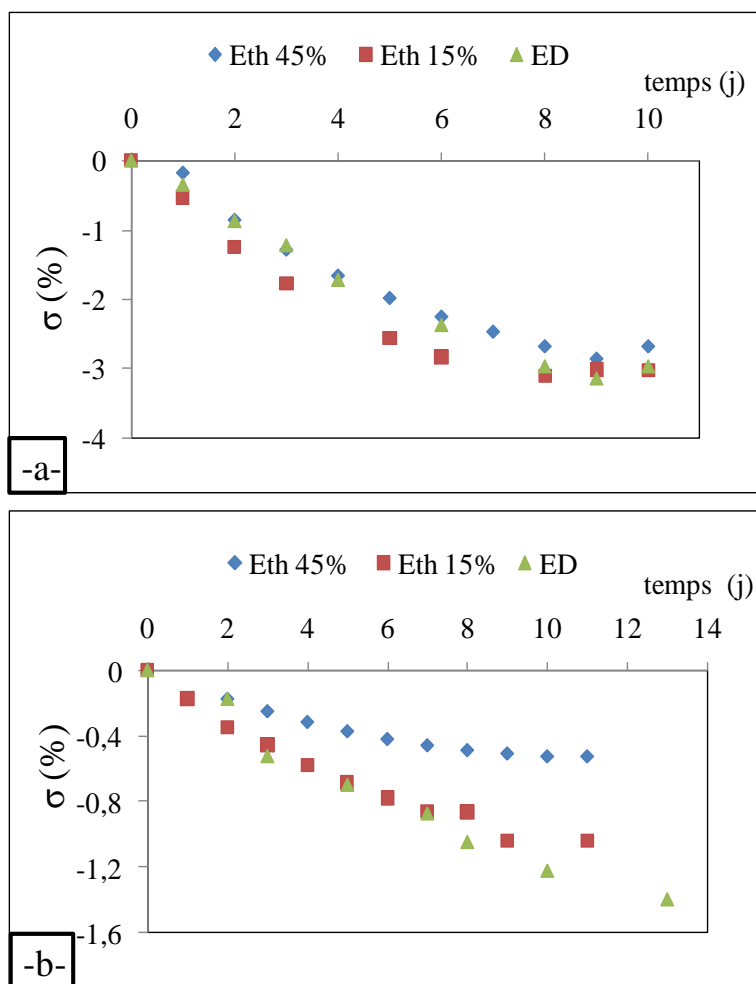 Eth 45% Eth 15% ED
temps (j)
0 2 4 6 8 10
0
-1
-2
-3
-4
σ (%)
-a-
Eth 45% Eth 15% ED
temps (j)
0 2 4 6 8 10 12 14
0
-0,4
-0,8
-1,2
-1,6
σ (%)
-b-